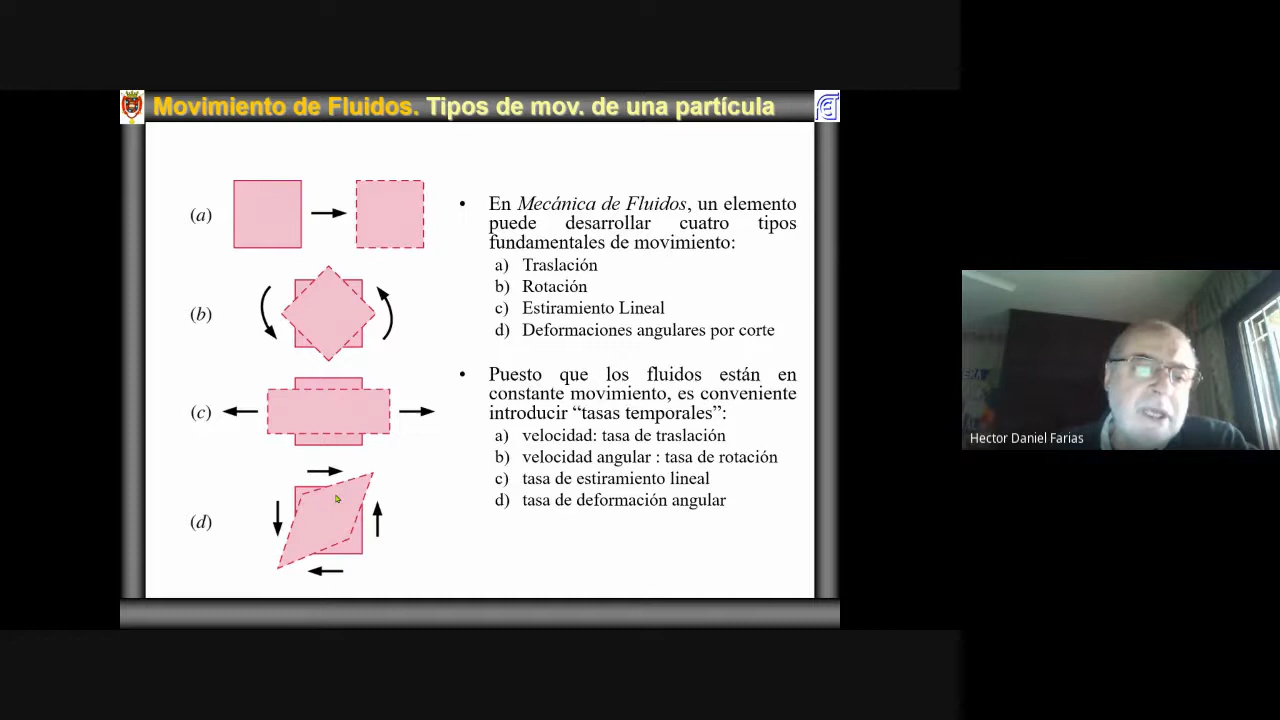 Movimiento de Fluidos. Tipos de mov. de una partícula
(a)
(b)
(c)
(d)
• En Mecánica de Fluidos, un elemento
puede desarrollar cuatro tipos
fundamentales de movimiento:
a) Traslación
b) Rotación
c) Estiramiento Lineal
d) Deformaciones angulares por corte
• Puesto que los fluidos están en
constante movimiento, es conveniente
introducir “tasas temporales”:
a) velocidad: tasa de traslación
b) velocidad angular : tasa de rotación
c) tasa de estiramiento lineal
d) tasa de deformación angular
Hector Daniel Farias